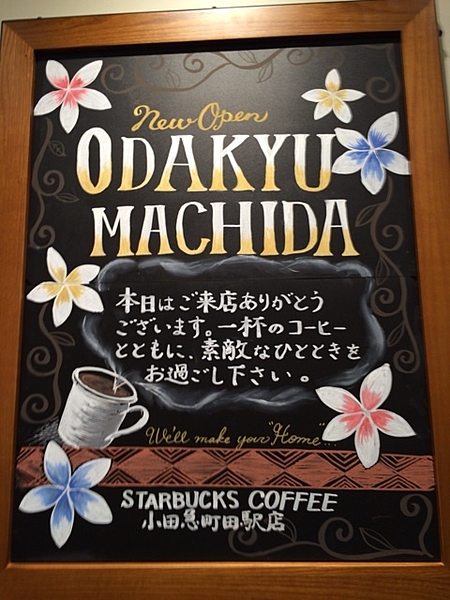 New Open
ODAKYU
MACHIDA
本日はご来店ありがとう
ございます。一杯のコーヒー
とともに、素敵なひとときを
お過ごし下さい。
We'll make your "Home"...
STARBUCKS COFFEE
小田急町田駅店